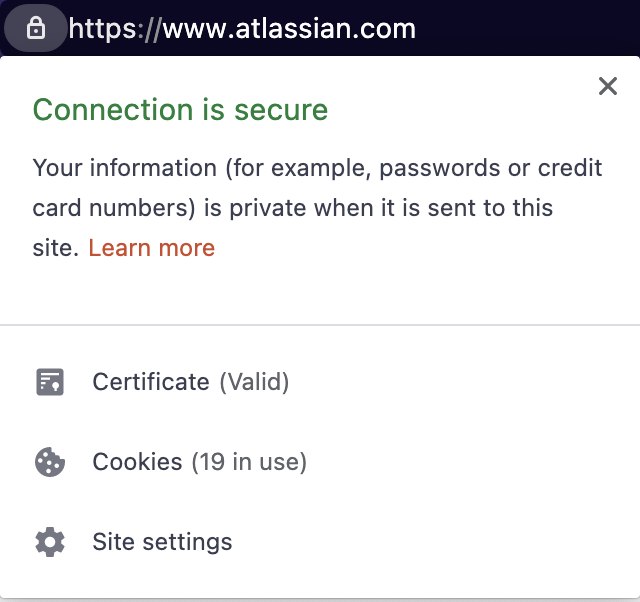 https://www.atlassian.com
Connection is secure
Your information (for example, passwords or credit
card numbers) is private when it is sent to this
site. Learn more
Certificate (Valid)
Cookies (19 in use)
Site settings